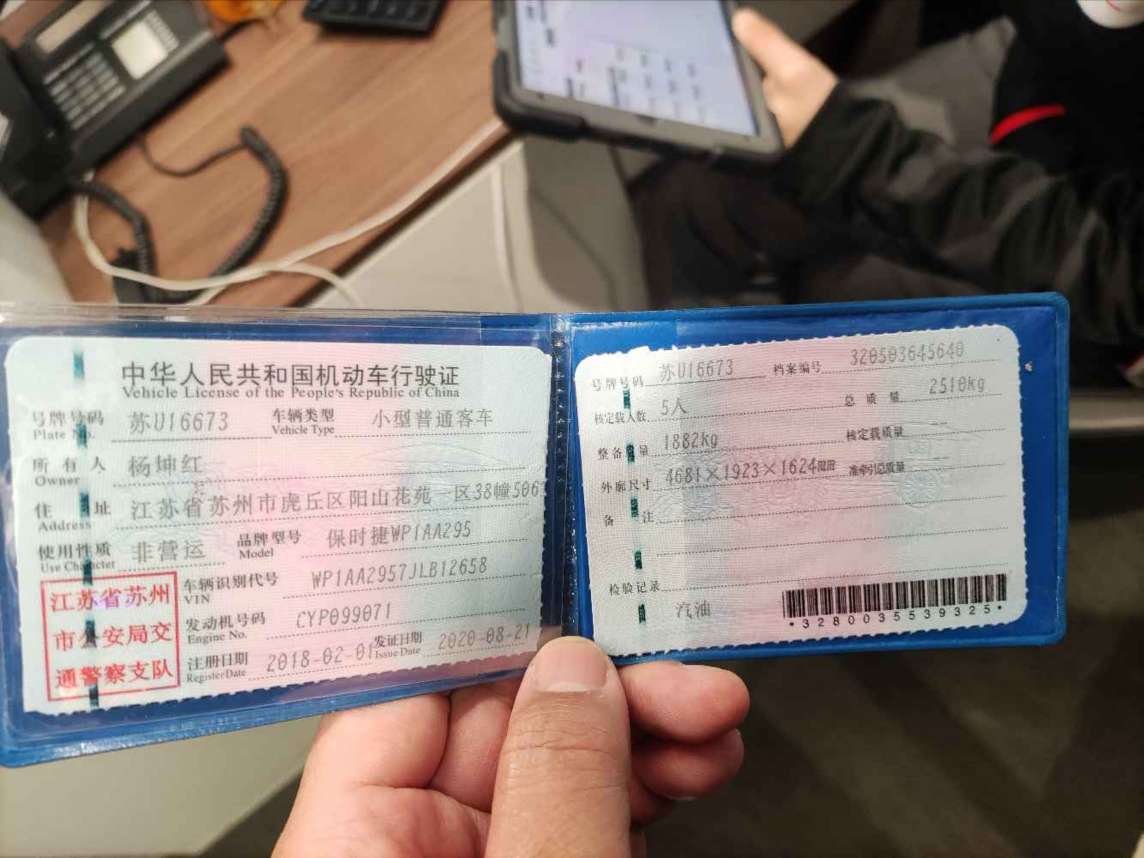 中华人民共和国机动车行驶证
Vehicle License of the People's Republic of China
号牌号码 苏U16673 车辆类型 小型普通客车
Plate No. Vehicle Type
所有人 杨坤红
Owner
住址 江苏省苏州市虎丘区阳山花苑一区38幢506
Address
使用性质 非营运 品牌型号 保时捷WP1AA295
Use Character Model
江苏省苏州
市公安局交
通警察支队
车辆识别代号 WP1AA2957JLB12658
VIN
发动机号码 CYP099071
Engine No.
注册日期 2018-02-01 发证日期 2020-08-21
Register Date Issue Date
号牌号码 苏U16673 档案编号 320503645640
核定载人数 5人 总质量 2510kg
整备质量 1882kg 核定载质量 --
外廓尺寸 4681×1923×1624mm 准牵引总质量 --
备注
检验记录
汽油
*3280035539325*